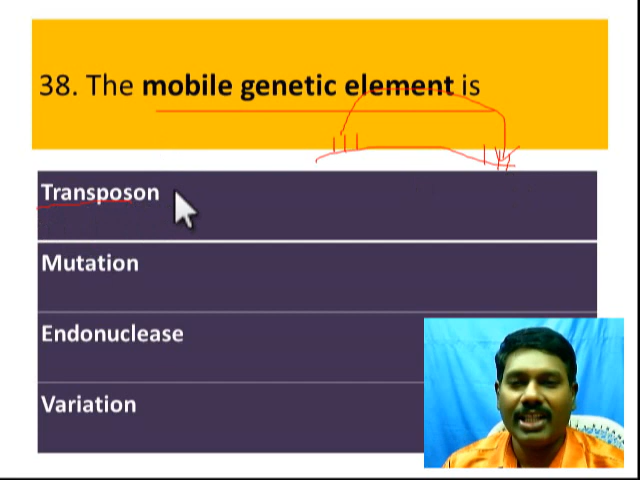 38. The mobile genetic element is
Transposon
Mutation
Endonuclease
Variation